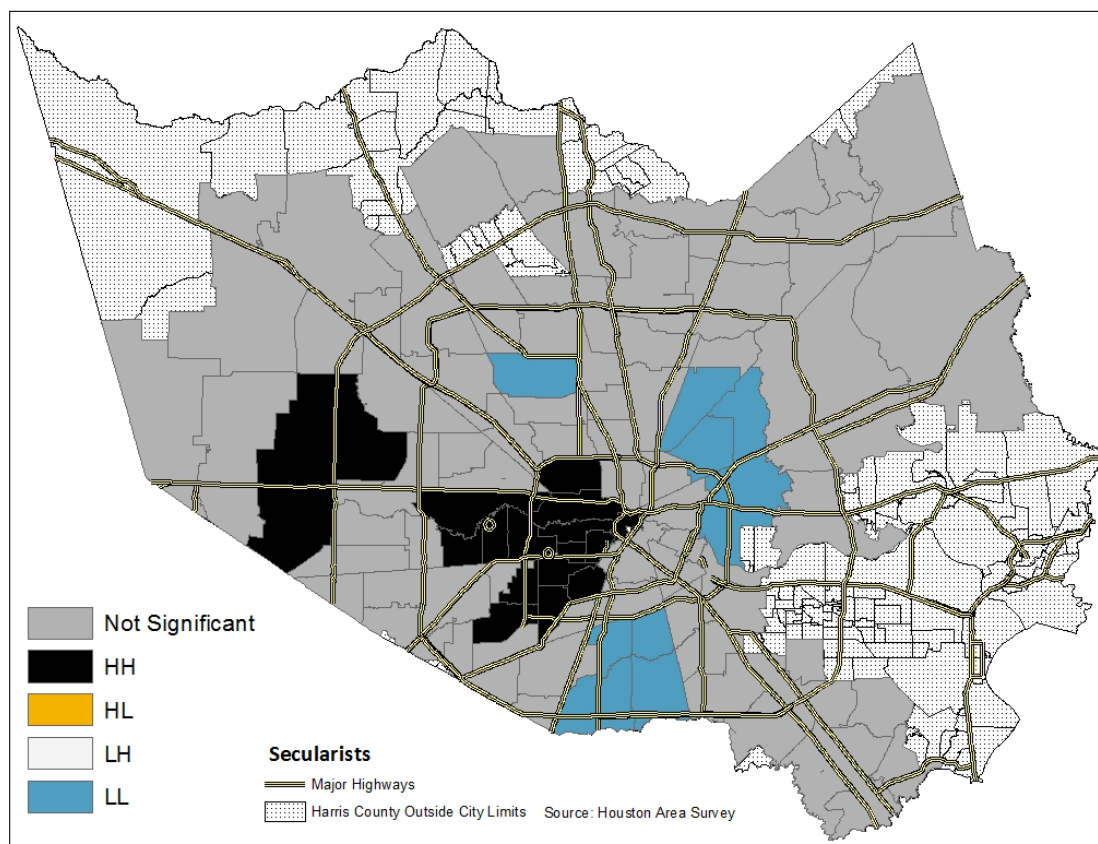 Not Significant
HH
HL
LH
LL
Secularists
Major Highways
Harris County Outside City Limits Source: Houston Area Survey